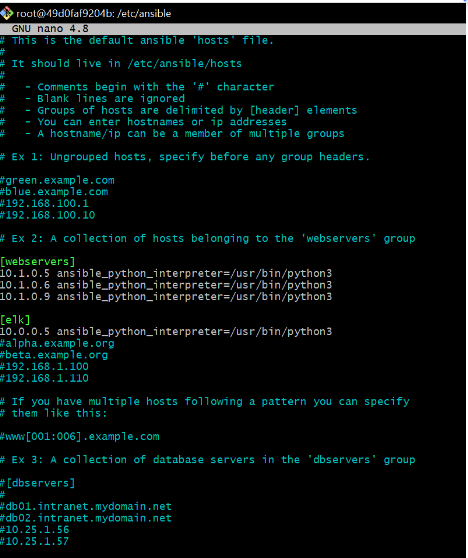 root@49d0faf9204b: /etc/ansible
GNU nano 4.8
# This is the default ansible 'hosts' file.
#
# It should live in /etc/ansible/hosts
#
#   - Comments begin with the '#' character
#   - Blank lines are ignored
#   - Groups of hosts are delimited by [header] elements
#   - You can enter hostnames or ip addresses
#   - A hostname/ip can be a member of multiple groups
# Ex 1: Ungrouped hosts, specify before any group headers.
#green.example.com
#blue.example.com
#192.168.100.1
#192.168.100.10
# Ex 2: A collection of hosts belonging to the 'webservers' group
[webservers]
10.1.0.5 ansible_python_interpreter=/usr/bin/python3
10.1.0.6 ansible_python_interpreter=/usr/bin/python3
10.1.0.9 ansible_python_interpreter=/usr/bin/python3
[elk]
10.0.0.5 ansible_python_interpreter=/usr/bin/python3
#alpha.example.org
#beta.example.org
#192.168.1.100
#192.168.1.110
# If you have multiple hosts following a pattern you can specify
# them like this:
#www[001:006].example.com
# Ex 3: A collection of database servers in the 'dbservers' group
#[dbservers]
#
#db01.intranet.mydomain.net
#db02.intranet.mydomain.net
#10.25.1.56
#10.25.1.57